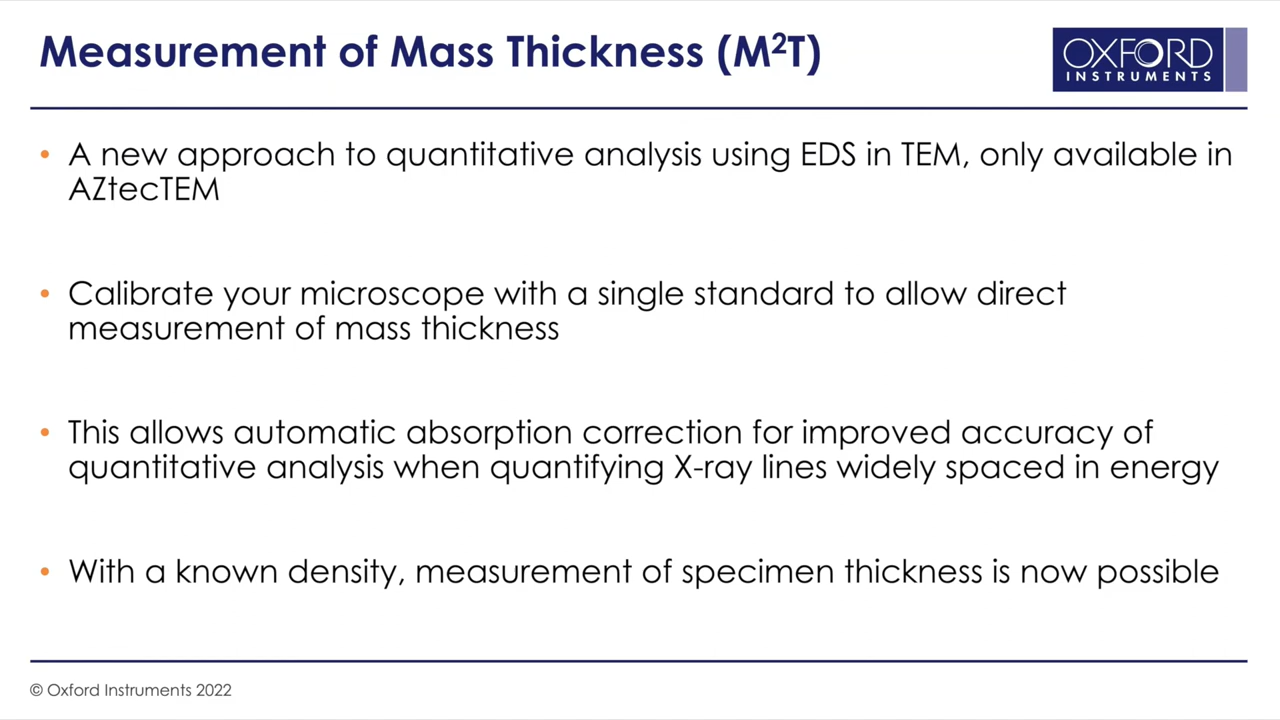 Measurement of Mass Thickness (M²T)
OXFORD
INSTRUMENTS
• A new approach to quantitative analysis using EDS in TEM, only available in
AZtecTEM
• Calibrate your microscope with a single standard to allow direct
measurement of mass thickness
• This allows automatic absorption correction for improved accuracy of
quantitative analysis when quantifying X-ray lines widely spaced in energy
• With a known density, measurement of specimen thickness is now possible
© Oxford Instruments 2022